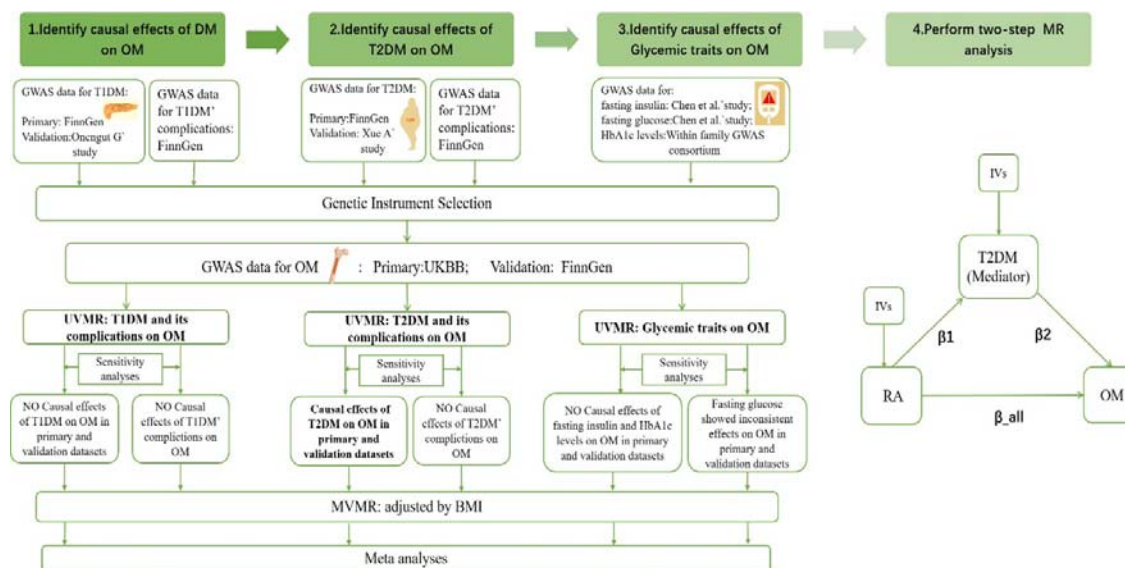 1.Identify causal effects of DM
on OM
2.Identify causal effects of
T2DM on OM
3.Identify causal effects of
Glycemic traits on OM
4.Perform two-step MR
analysis
GWAS data for T1DM:
Primary: FinnGen
Validation:Onengut G'
study
GWAS data
for T1DM'
complications:
FinnGen
GWAS data for T2DM:
Primary:FinnGen
Validation: Xue A'
study
GWAS data
for T2DM'
complications:
FinnGen
GWAS data for:
fasting insulin: Chen et al.'study;
fasting glucose:Chen et al.'study;
HbA1c levels:Within family GWAS
consortium
Genetic Instrument Selection
GWAS data for OM : Primary:UKBB; Validation: FinnGen
UVMR: T1DM and its
complications on OM
UVMR: T2DM and its
complications on OM
UVMR: Glycemic traits on OM
Sensitivity
analyses
Sensitivity
analyses
Sensitivity
analyses
NO Causal effects
of T1DM on OM in
primary and
validation datasets
NO Causal
effects of T1DM'
complictions on
OM
Causal effects of
T2DM on OM in
primary and
validation datasets
NO Causal
effects of T2DM'
complictions on
OM
NO Causal effects of
fasting insulin and HbA1c
levels on OM in primary
and validation datasets
Fasting glucose
showed inconsistent
effects on OM in
primary and
validation datasets
MVMR: adjusted by BMI
Meta analyses
IVs
T2DM
(Mediator)
IVs
β1
β2
RA
OM
β_all